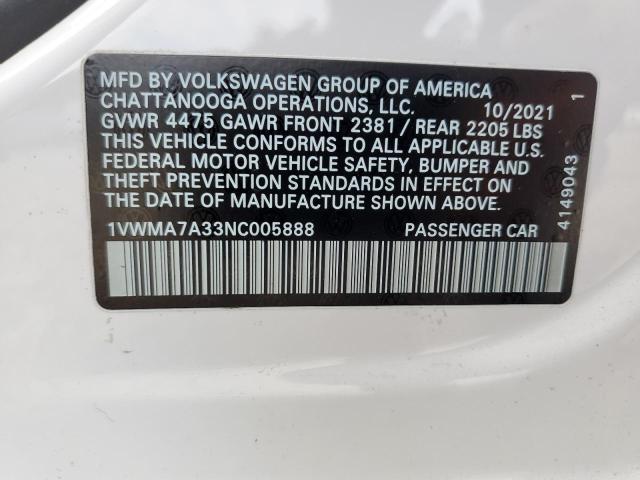 MFD BY VOLKSWAGEN GROUP OF AMERICA
CHATTANOOGA OPERATIONS, LLC. 10/2021
GVWR 4475 GAWR FRONT 2381 / REAR 2205 LBS
THIS VEHICLE CONFORMS TO ALL APPLICABLE U.S.
FEDERAL MOTOR VEHICLE SAFETY, BUMPER AND
THEFT PREVENTION STANDARDS IN EFFECT ON
THE DATE OF MANUFACTURE SHOWN ABOVE.
1VWMA7A33NC005888 PASSENGER CAR
4149043 1